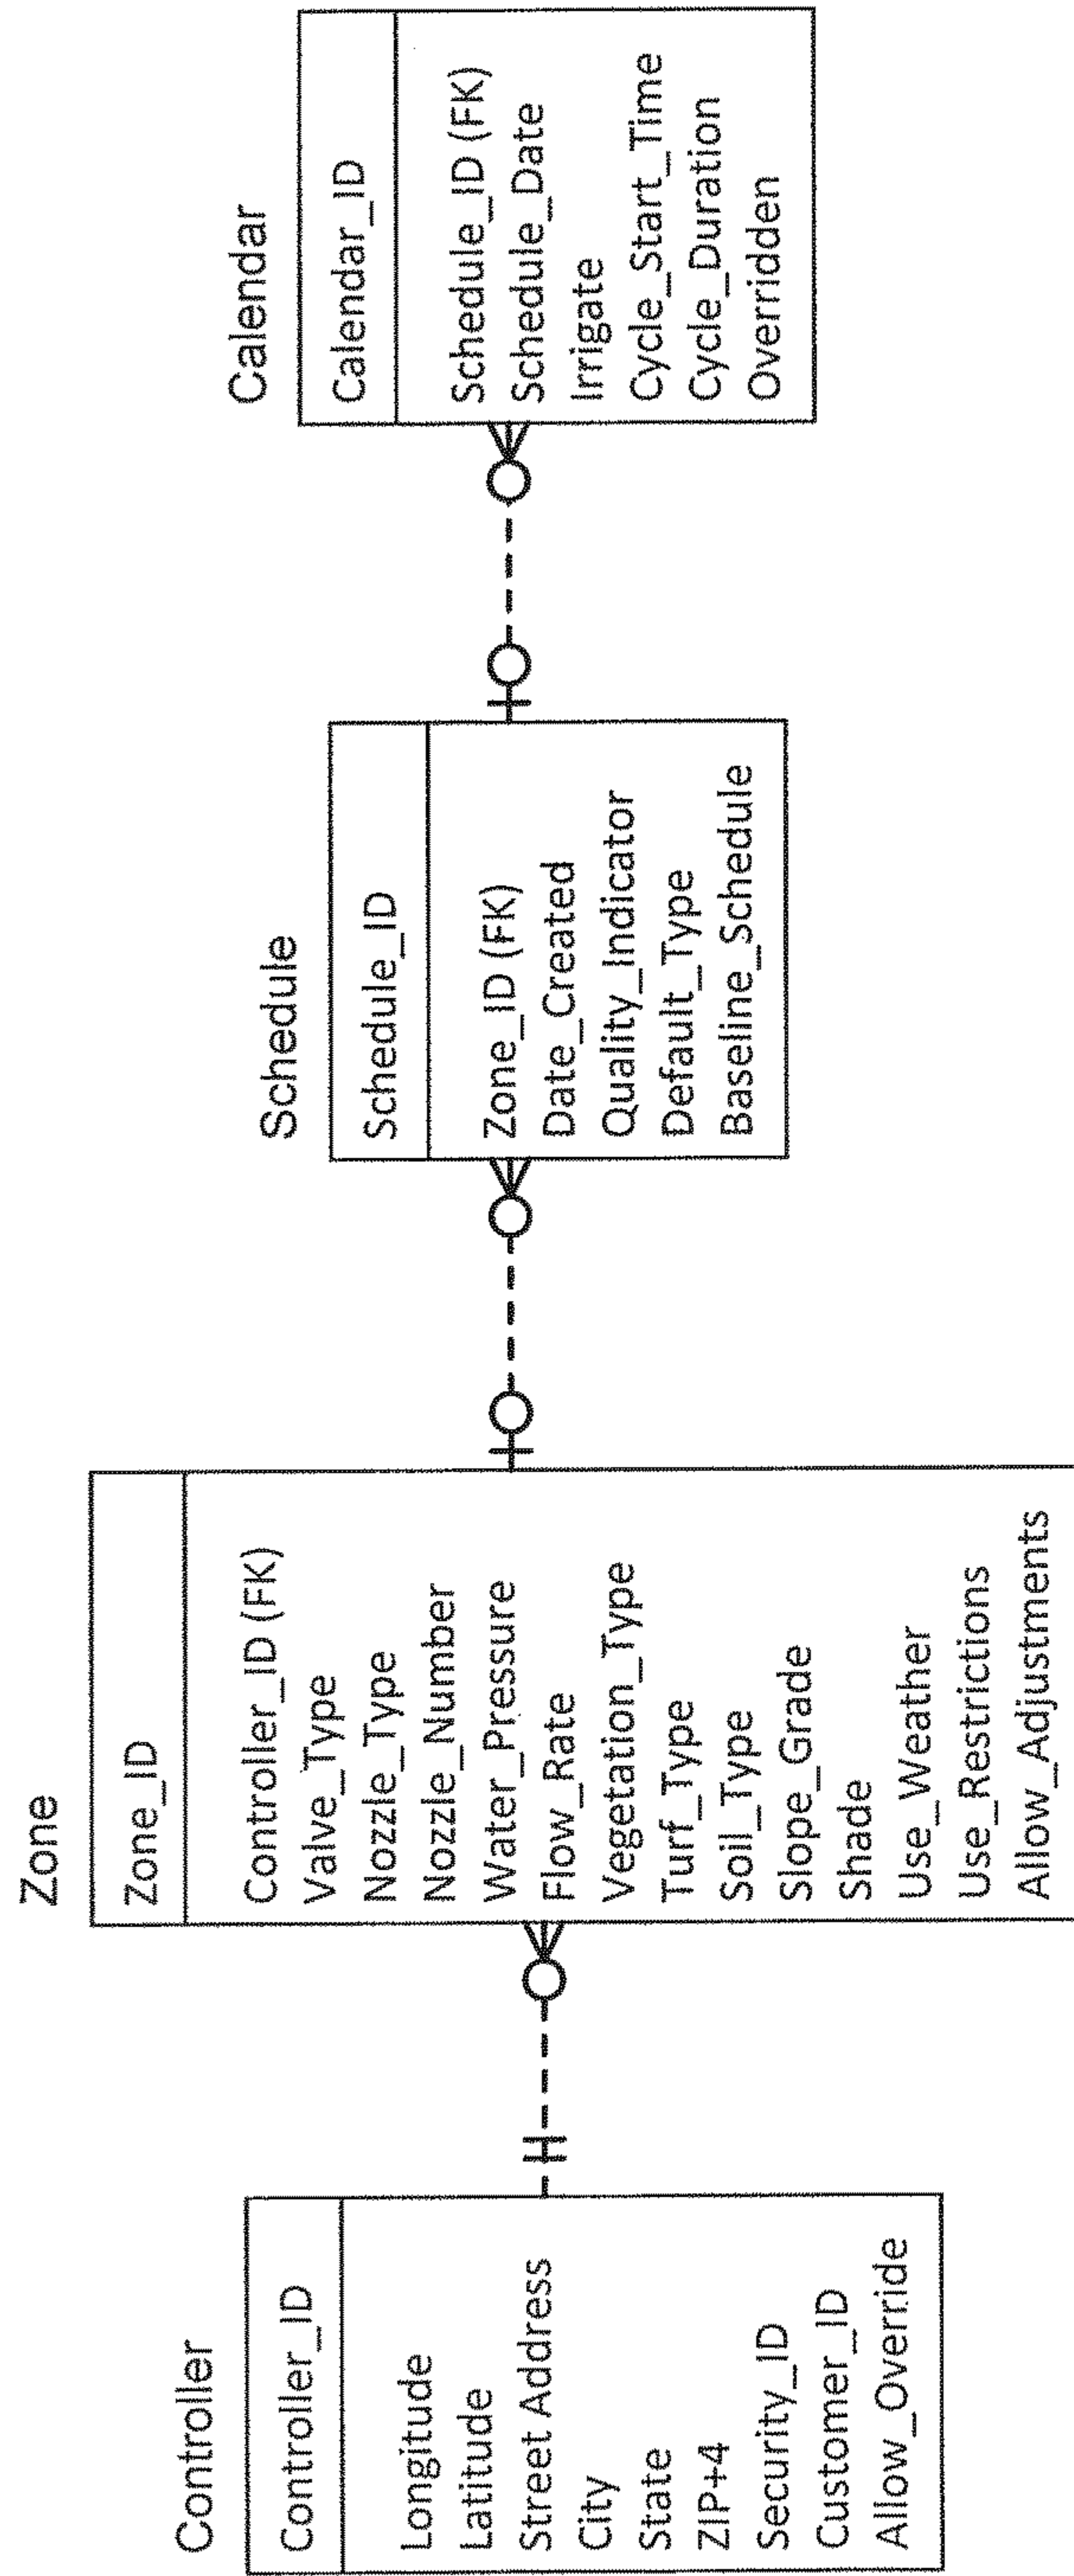 Controller
Controller_ID
Longitude
Latitude
Street Address
City
State
ZIP+4
Security_ID
Customer_ID
Allow_Override
Zone
Zone_ID
Controller_ID (FK)
Valve_Type
Nozzle_Type
Nozzle_Number
Water_Pressure
Flow_Rate
Vegetation_Type
Turf_Type
Soil_Type
Slope_Grade
Shade
Use_Weather
Use_Restrictions
Allow_Adjustments
Schedule
Schedule_ID
Zone_ID (FK)
Date_Created
Quality_Indicator
Default_Type
Baseline_Schedule
Calendar
Calendar_ID
Schedule_ID (FK)
Schedule_Date
Irrigate
Cycle_Start_Time
Cycle_Duration
Overridden